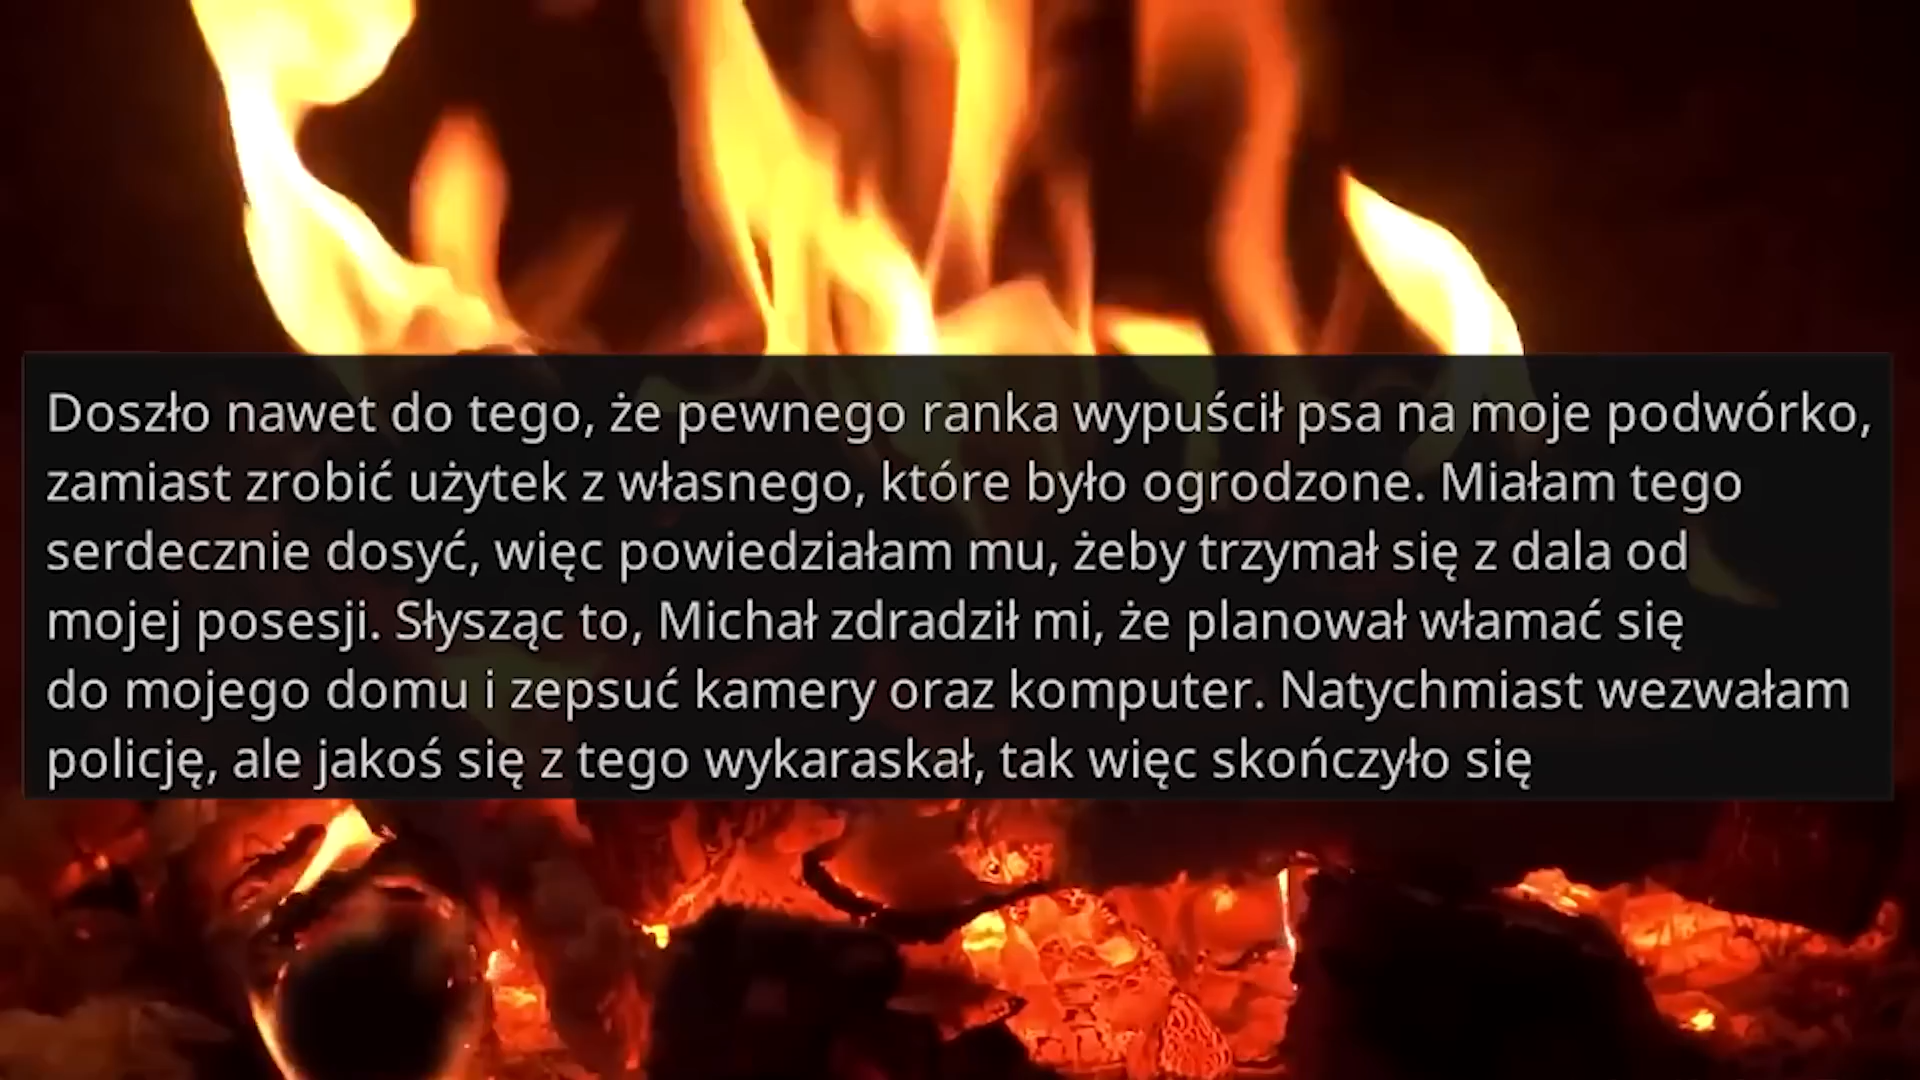 Doszło nawet do tego, że pewnego ranka wypuścił psa na moje podwórko,
zamiast zrobić użytek z własnego, które było ogrodzone. Miałam tego
serdecznie dosyć, więc powiedziałam mu, żeby trzymał się z dala od
mojej posesji. Słysząc to, Michał zdradził mi, że planował włamać się
do mojego domu i zepsuć kamery oraz komputer. Natychmiast wezwałam
policję, ale jakoś się z tego wykaraskał, tak więc skończyło się